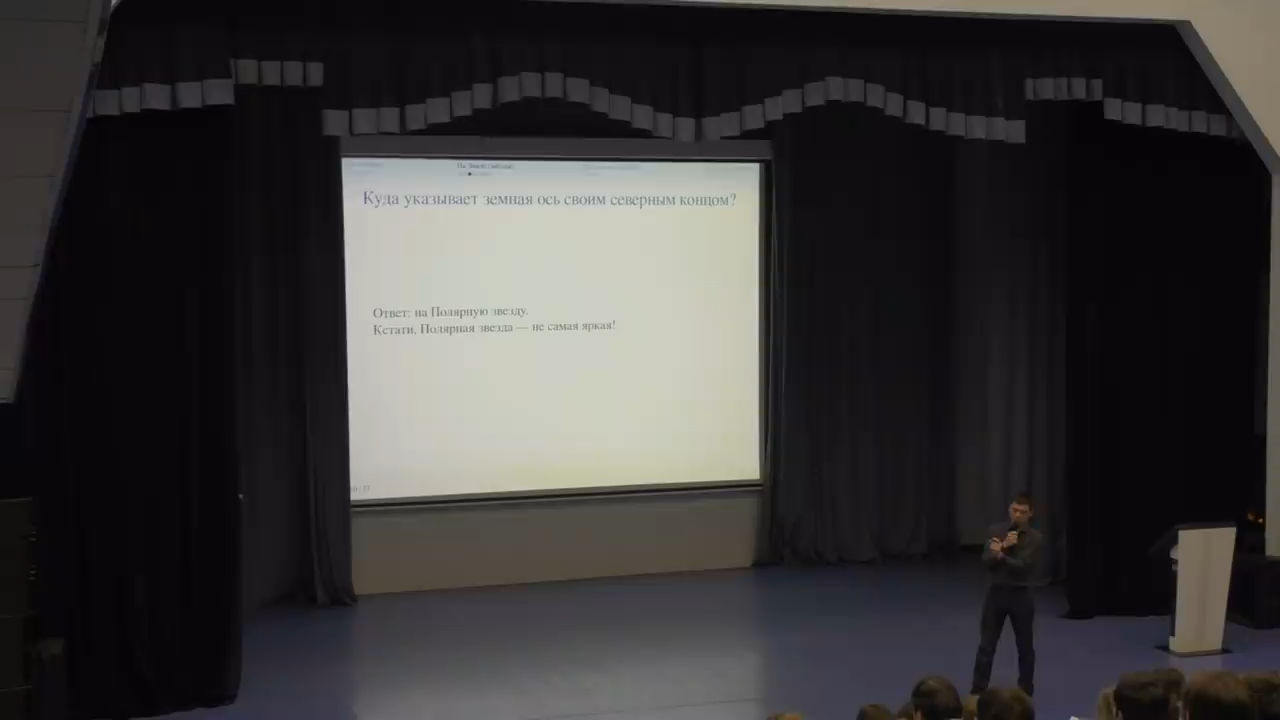 Куда указывает земная ось своим северным концом?
Ответ: на Полярную звезду.
Кстати, Полярная звезда — не самая яркая!